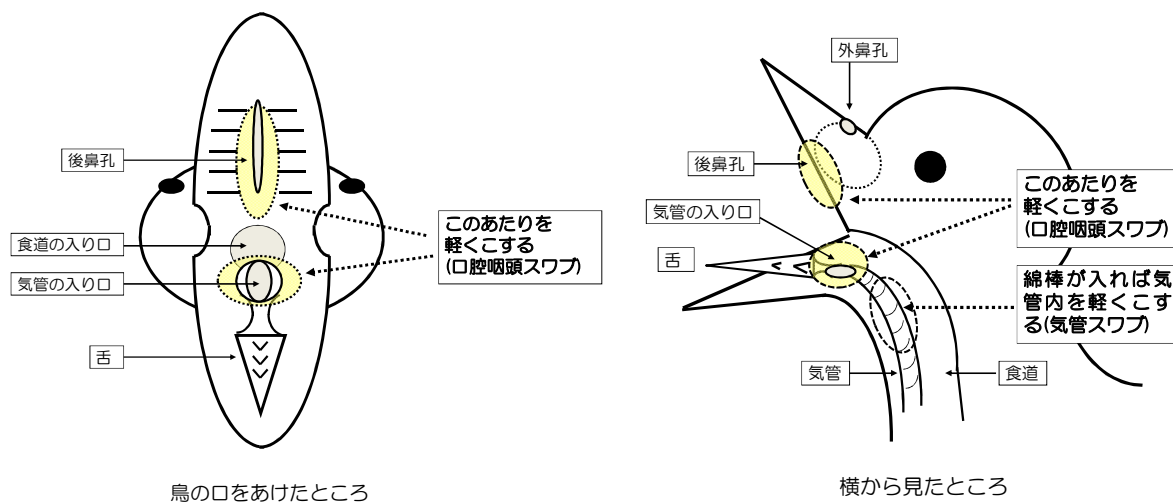 後鼻孔
食道の入り口
気管の入り口
舌
このあたりを
軽くこする
(口腔咽頭スワブ)
鳥の口をあけたところ
外鼻孔
後鼻孔
気管の入り口
舌
このあたりを
軽くこする
(口腔咽頭スワブ)
綿棒が入れば気
管内を軽くこす
る(気管スワブ)
気管
食道
横から見たところ